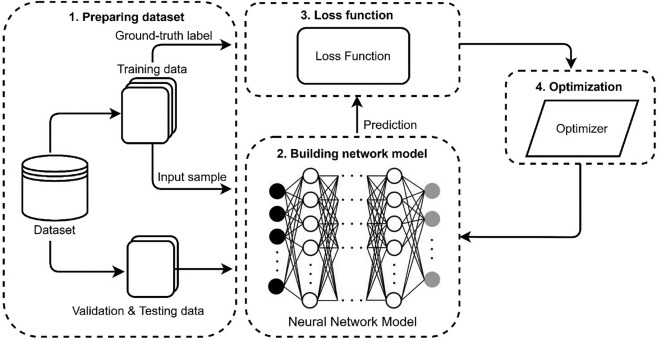 1. Preparing dataset
Ground-truth label
Training data
Input sample
Dataset
Validation & Testing data
3. Loss function
Loss Function
Prediction
2. Building network model
Neural Network Model
4. Optimization
Optimizer